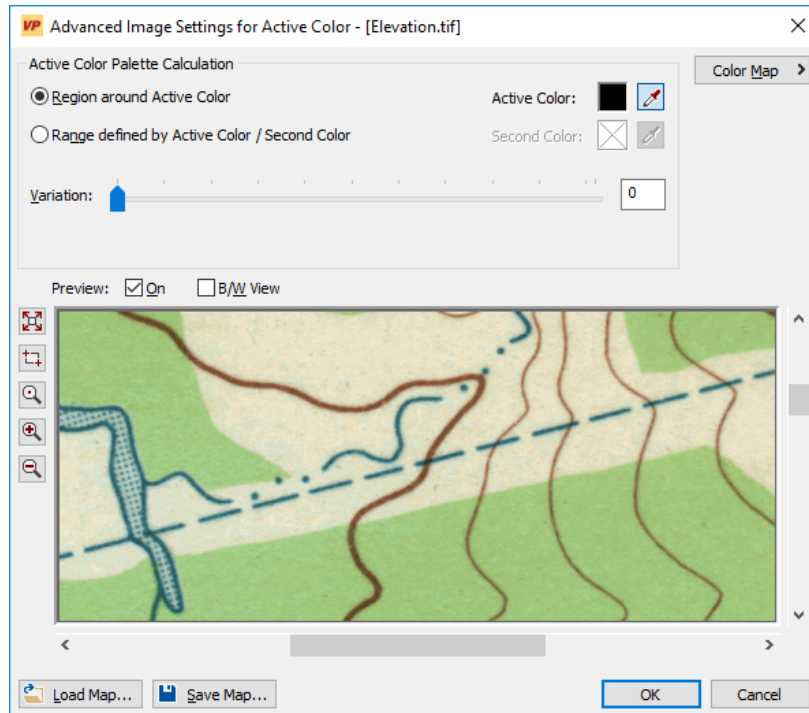 VP Advanced Image Settings for Active Color - [Elevation.tif]
Active Color Palette Calculation
Color Map >
Region around Active Color
Active Color:
Range defined by Active Color / Second Color
Second Color:
Variation:
0
Preview:
On
B/W View
Load Map...
Save Map...
OK
Cancel